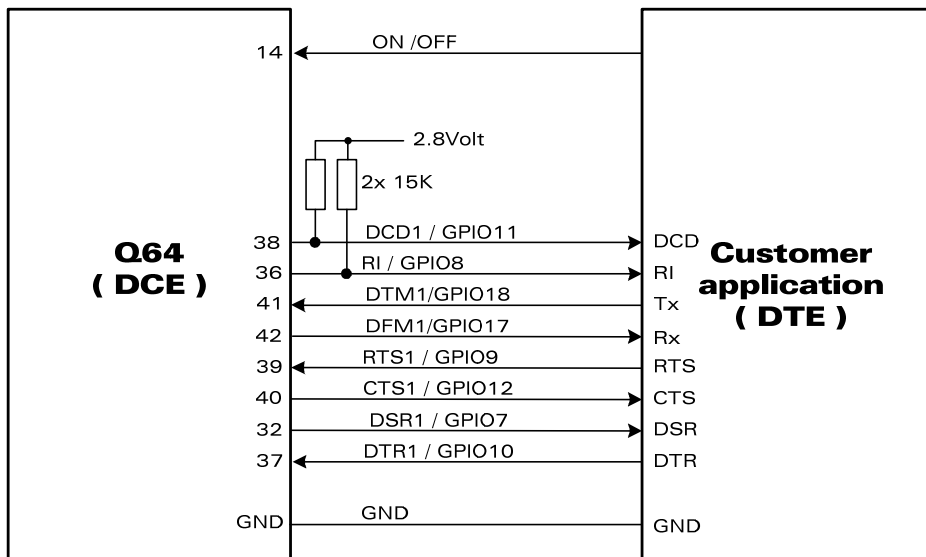 14 ON /OFF
2.8Volt
2x 15K
Q64
( DCE )
Customer
application
( DTE )
38 DCD1 / GPIO11 DCD
36 RI / GPIO8 RI
41 DTM1/GPIO18 Tx
42 DFM1/GPIO17 Rx
39 RTS1 / GPIO9 RTS
40 CTS1 / GPIO12 CTS
32 DSR1 / GPIO7 DSR
37 DTR1 / GPIO10 DTR
GND GND GND